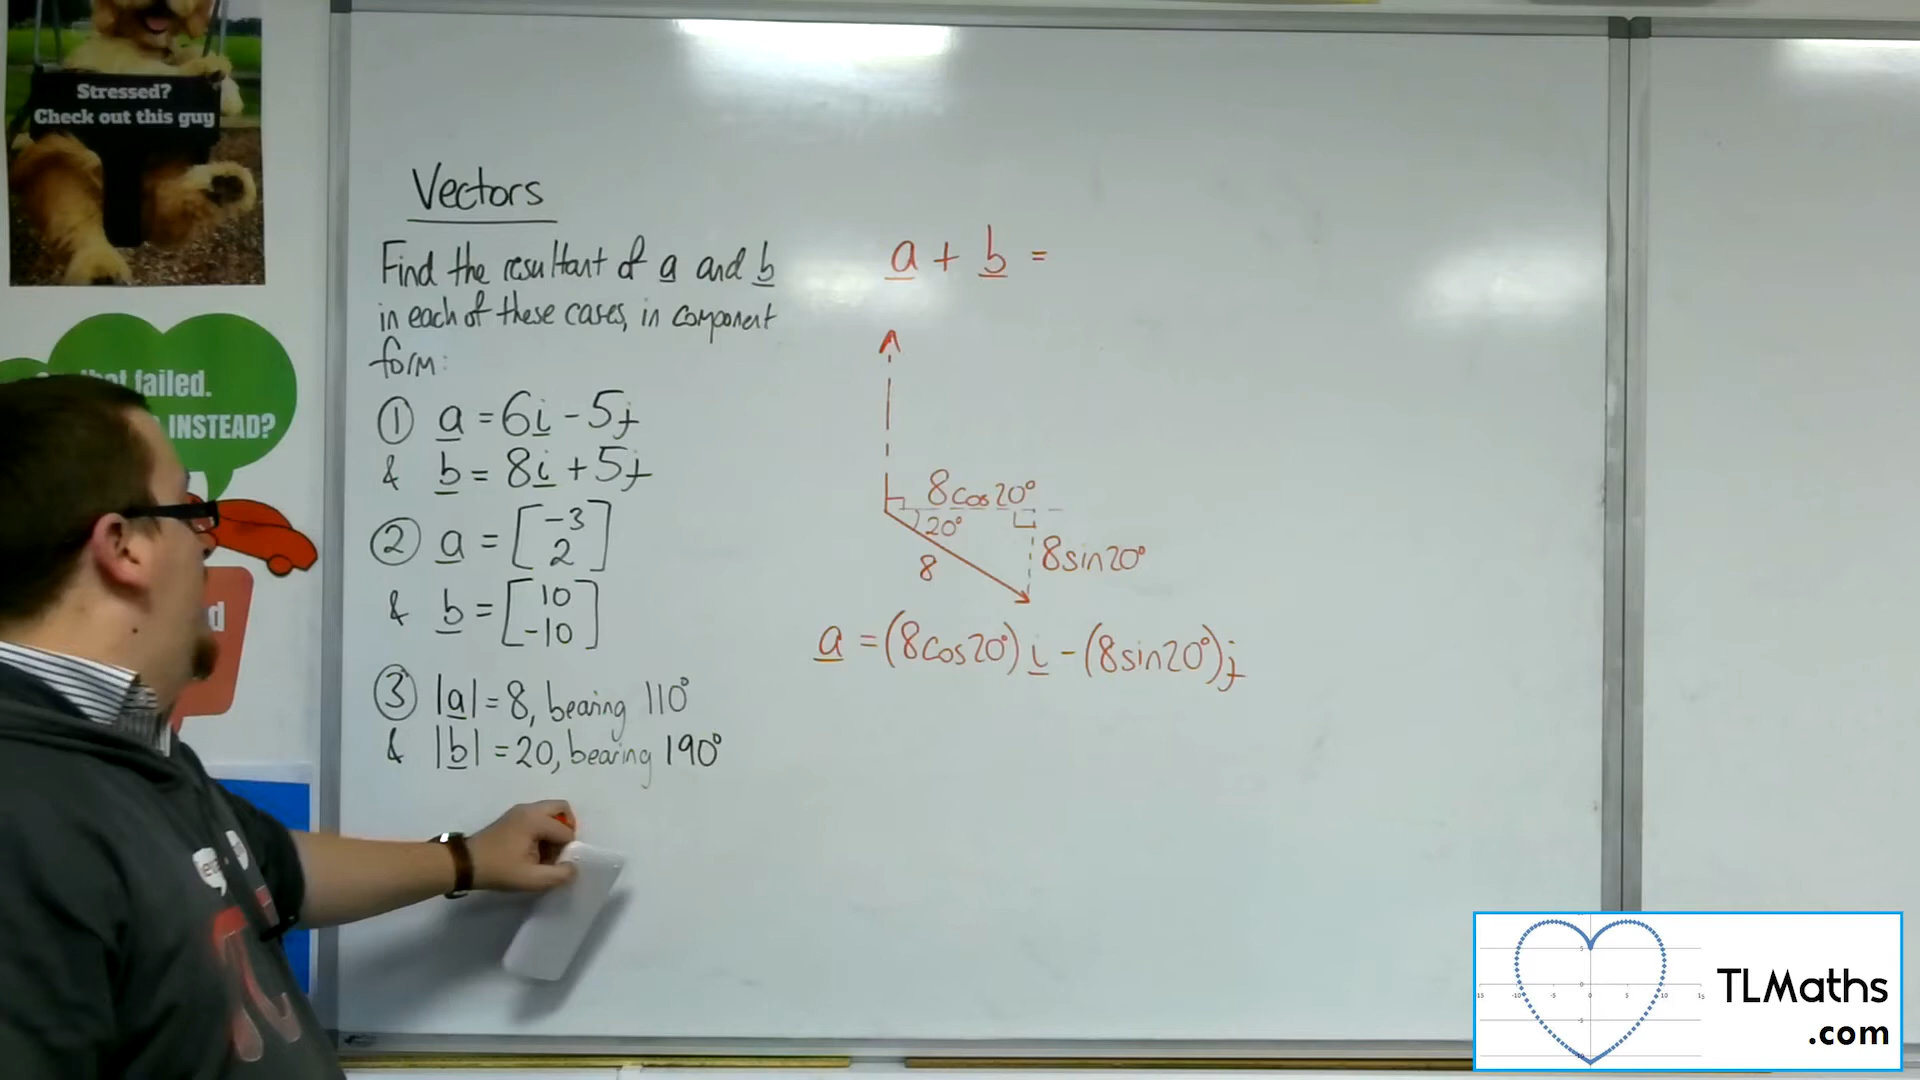 Stressed?
Check out this guy
failed.
INSTEAD?
Vectors
Find the resultant of a and b
in each of these cases, in component
form:
① a = 6i - 5j
& b = 8i + 5j
② a = [-3
2]
& b = [10
-10]
③ |a| = 8, bearing 110°
& |b| = 20, bearing 190°
a + b =
8cos20°
20°
8
8sin20°
a = (8cos20°)i - (8sin20°)j
TLMaths
.com